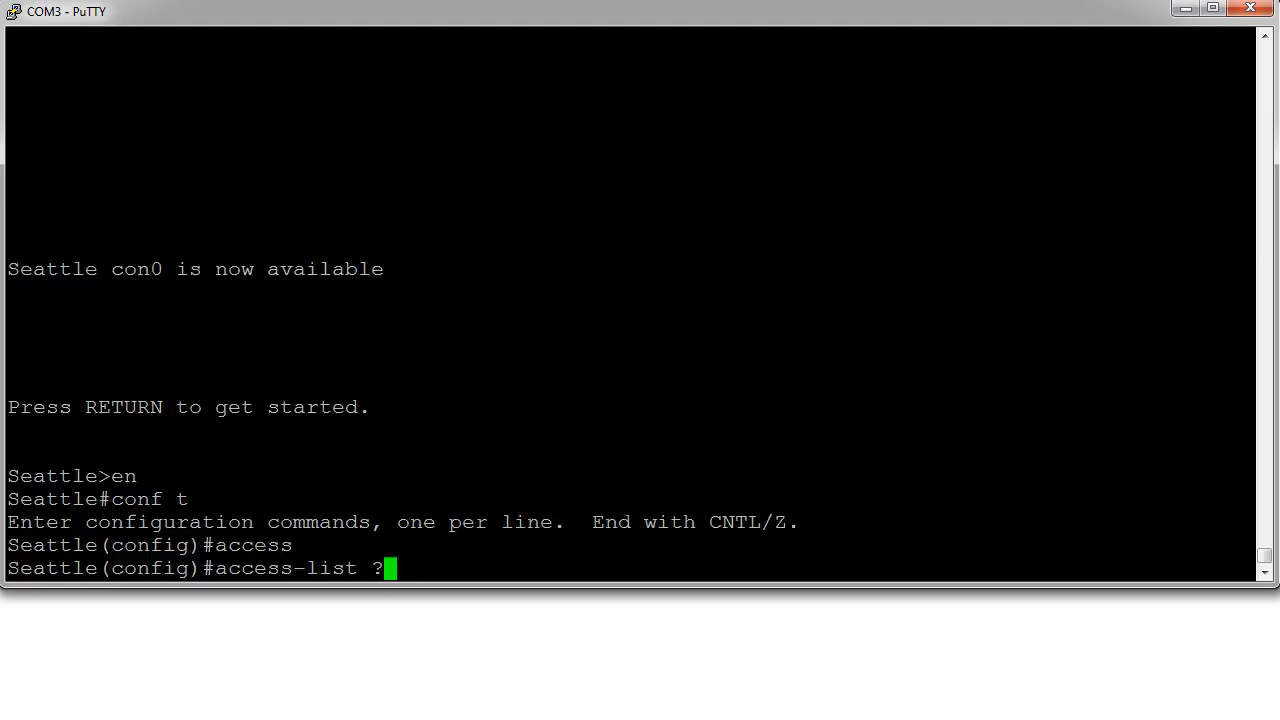 COM3 - PuTTY
Seattle con0 is now available
Press RETURN to get started.
Seattle>en
Seattle#conf t
Enter configuration commands, one per line.  End with CNTL/Z.
Seattle(config)#access
Seattle(config)#access-list ?